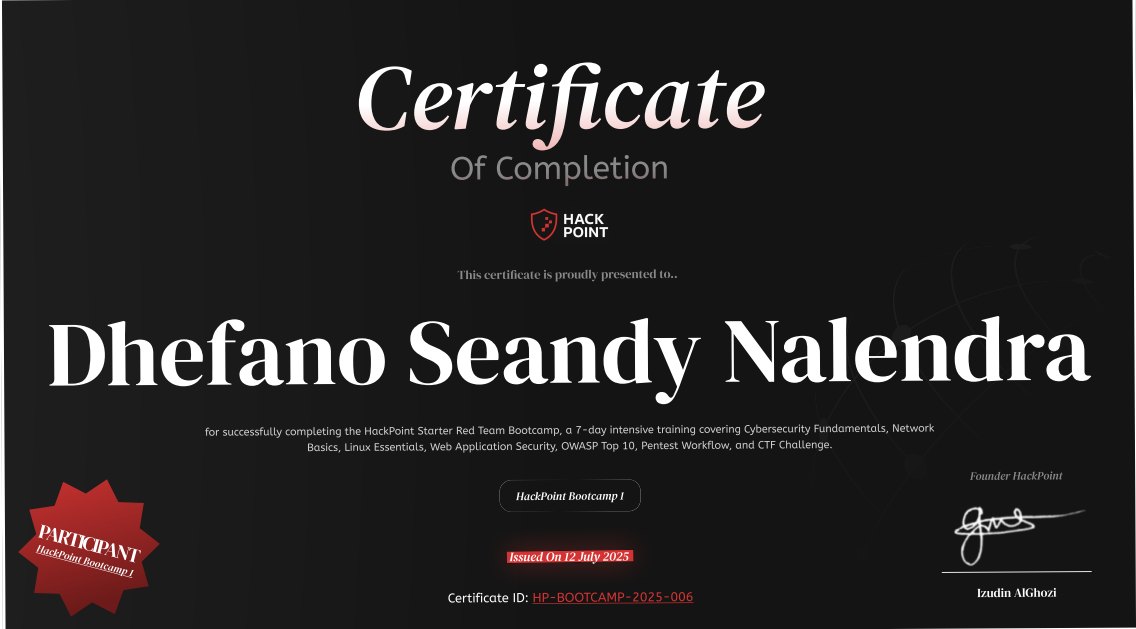 Certificate
Of Completion
HACK
POINT
This certificate is proudly presented to..
Dhefano Seandy Nalendra
for successfully completing the HackPoint Starter Red Team Bootcamp, a 7-day intensive training covering Cybersecurity Fundamentals, Network
Basics, Linux Essentials, Web Application Security, OWASP Top 10, Pentest Workflow, and CTF Challenge.
HackPoint Bootcamp I
Issued On 12 July 2025
Certificate ID: HP-BOOTCAMP-2025-006
PARTICIPANT
HackPoint Bootcamp I
Founder HackPoint
Izudin AlGhozi